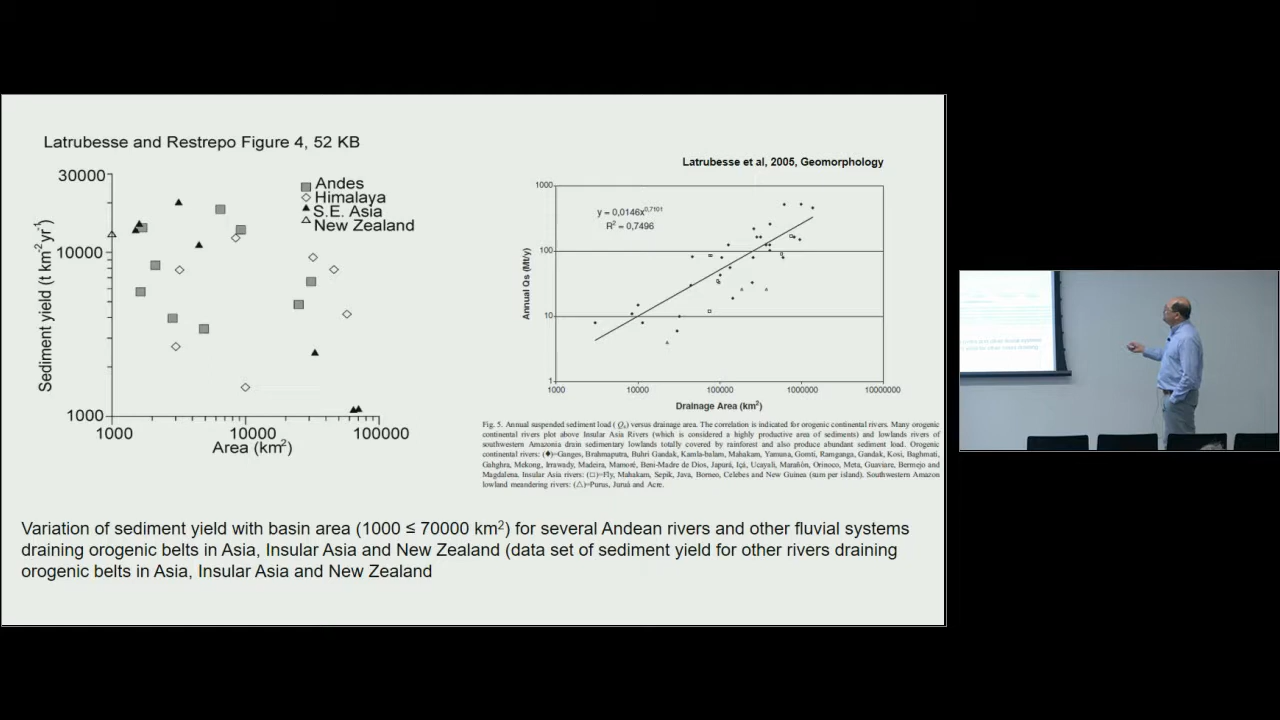 Latrubesse and Restrepo Figure 4, 52 KB
30000
10000
1000
Sediment yield (t km-2 yr-1)
1000
10000
100000
Area (km2)
Andes
Himalaya
S.E. Asia
New Zealand
Latrubesse et al, 2005, Geomorphology
1000
100
10
1
Annual Qs (Mt/y)
y = 0,0146x0,7101
R2 = 0,7496
1000
10000
100000
1000000
10000000
Drainage Area (km2)
Fig. 5. Annual suspended sediment load ( Qs) versus drainage area. The correlation is indicated for orogenic continental rivers. Many orogenic
continental rivers plot above Insular Asia Rivers (which is considered a highly productive area of sediments) and lowlands rivers of
southwestern Amazonia drain sedimentary lowlands totally covered by rainforest and also produce abundant sediment load. Orogenic
continental rivers: (◆)=Ganges, Brahmaputra, Buhri Gandak, Kamla-balam, Mahakam, Yamuna, Gomti, Ramganga, Gandak, Kosi, Baghmati,
Gahghra, Mekong, Irrawady, Madeira, Mamoré, Beni-Madre de Dios, Japurá, Içá, Ucayali, Marañón, Orinoco, Meta, Guaviare, Bermejo and
Magdalena. Insular Asia rivers: (□)=Fly, Mahakam, Sepik, Java, Borneo, Celebes and New Guinea (sum per island). Southwestern Amazon
lowland meandering rivers: (△)=Purus, Juruá and Acre.
Variation of sediment yield with basin area (1000 ≤ 70000 km2) for several Andean rivers and other fluvial systems
draining orogenic belts in Asia, Insular Asia and New Zealand (data set of sediment yield for other rivers draining
orogenic belts in Asia, Insular Asia and New Zealand